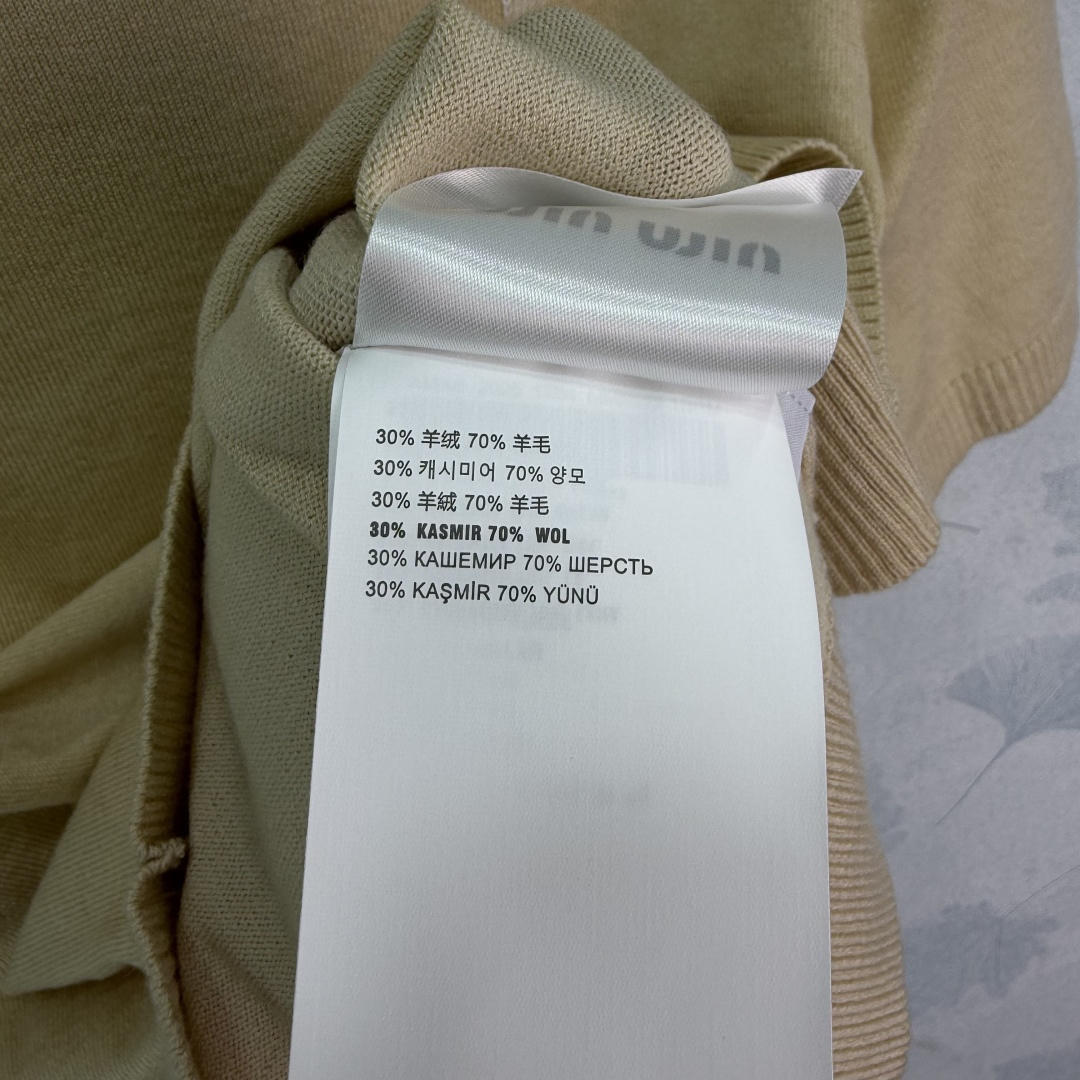 miu miu
30% 羊绒 70% 羊毛
30% 캐시미어 70% 양모
30% 羊絨 70% 羊毛
30% KASMIR 70% WOL
30% КАШЕМИР 70% ШЕРСТЬ
30% KAŞMİR 70% YÜNÜ